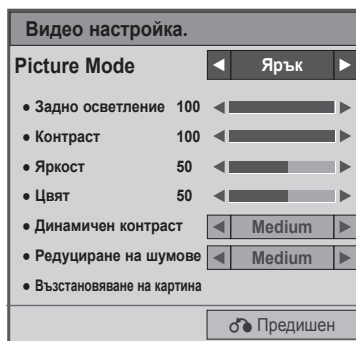 Видео настройка.
Picture Mode ◄ Ярък ►
● Задно осветление 100
● Контраст 100
● Яркост 50
● Цвят 50
● Динамичен контраст ◄ Medium ►
● Редуциране на шумове ◄ Medium ►
● Възстановяване на картина
Предишен